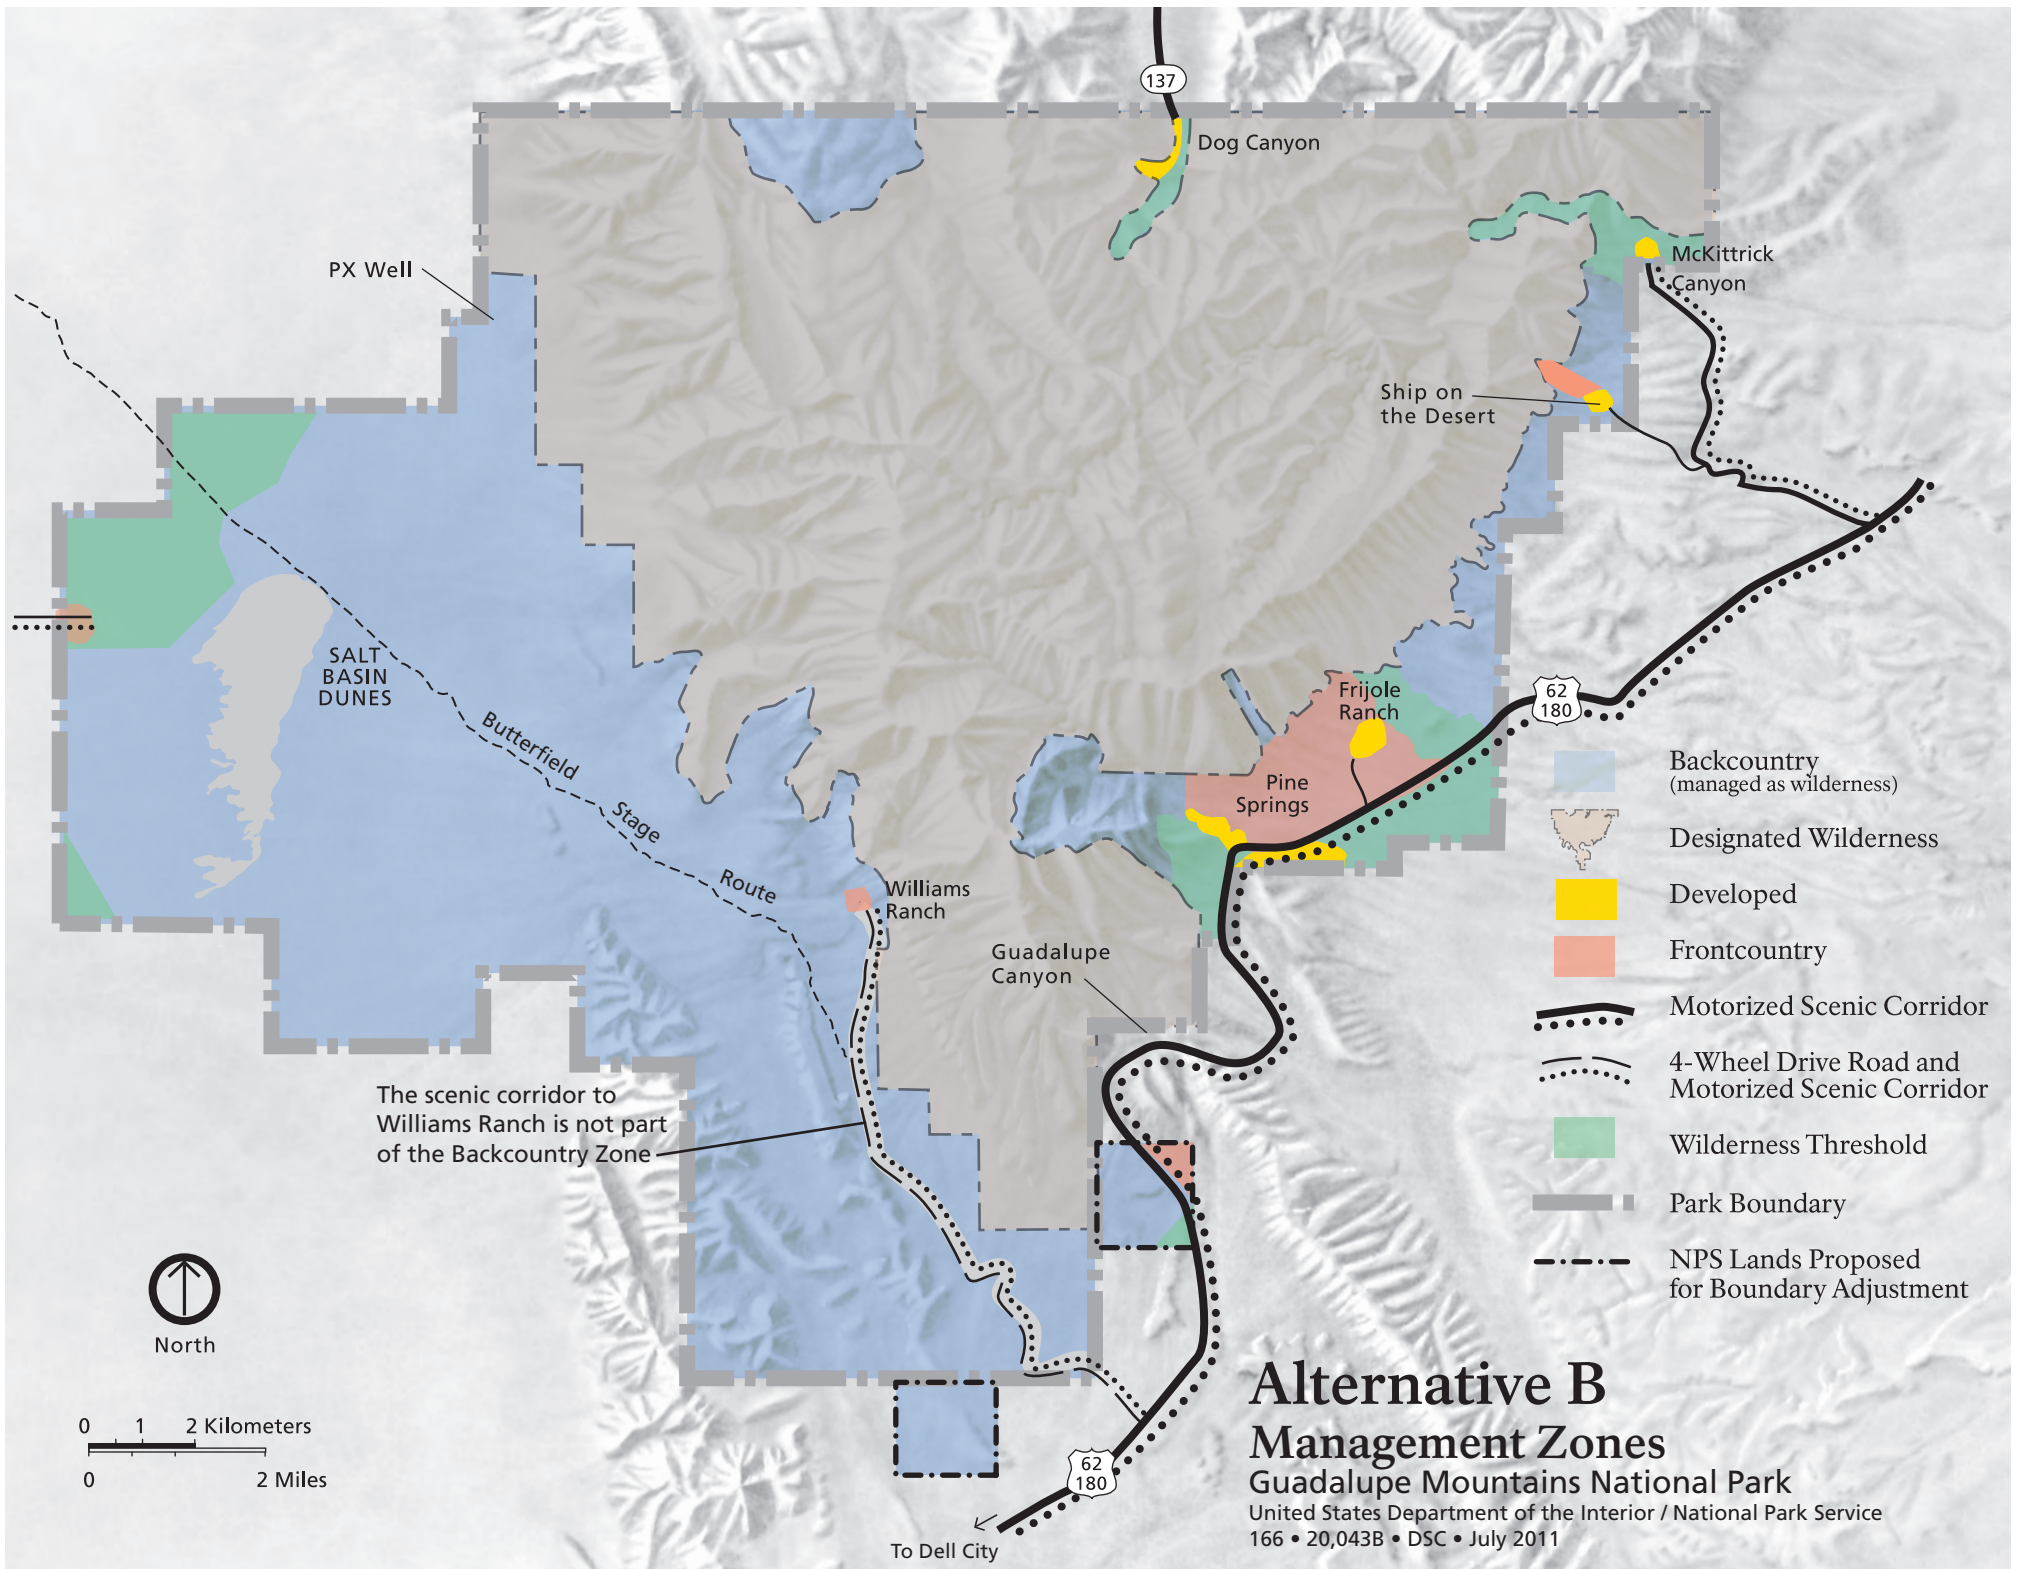 137
Dog Canyon
McKittrick
Canyon
PX Well
Ship on
the Desert
SALT
BASIN
DUNES
Butterfield
Stage
Route
Frijole
Ranch
62
180
Pine
Springs
Williams
Ranch
Guadalupe
Canyon
The scenic corridor to
Williams Ranch is not part
of the Backcountry Zone
Backcountry
(managed as wilderness)
Designated Wilderness
Developed
Frontcountry
Motorized Scenic Corridor
4-Wheel Drive Road and
Motorized Scenic Corridor
Wilderness Threshold
Park Boundary
NPS Lands Proposed
for Boundary Adjustment
North
0 1 2 Kilometers
0 2 Miles
62
180
To Dell City
Alternative B
Management Zones
Guadalupe Mountains National Park
United States Department of the Interior / National Park Service
166 • 20,043B • DSC • July 2011